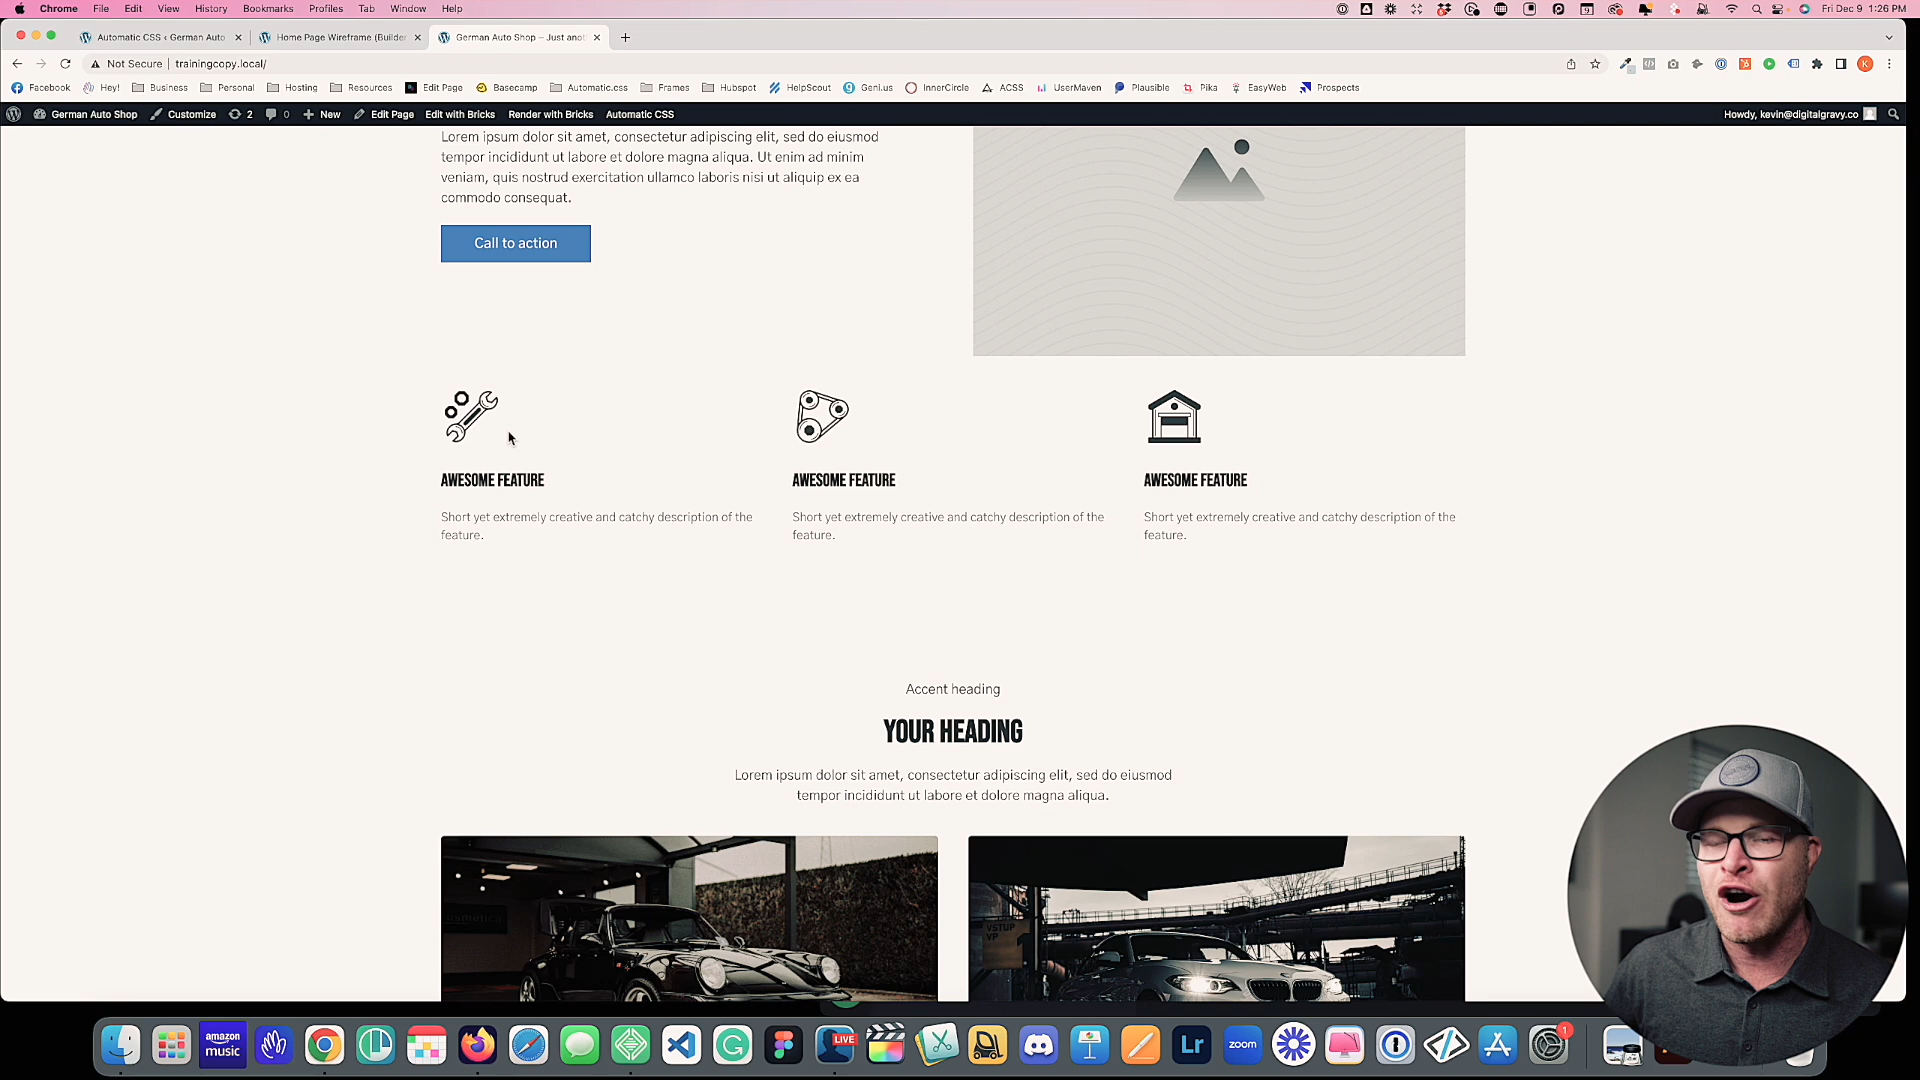 Chrome File Edit View History Bookmarks Profiles Tab Window Help
Fri Dec 9 1:26 PM
Automatic CSS ‹ German Auto
Home Page Wireframe (Builder
German Auto Shop – Just anot
Not Secure trainingcopy.local/
Facebook Hey! Business Personal Hosting Resources Edit Page Basecamp Automatic.css Frames Hubspot HelpScout Geni.us InnerCircle ACSS UserMaven Plausible Pika EasyWeb Prospects
German Auto Shop Customize 2 0 New Edit Page Edit with Bricks Render with Bricks Automatic CSS Howdy, kevin@digitalgravy.co
Lorem ipsum dolor sit amet, consectetur adipiscing elit, sed do eiusmod
tempor incididunt ut labore et dolore magna aliqua. Ut enim ad minim
veniam, quis nostrud exercitation ullamco laboris nisi ut aliquip ex ea
commodo consequat.
Call to action
AWESOME FEATURE
Short yet extremely creative and catchy description of the
feature.
AWESOME FEATURE
Short yet extremely creative and catchy description of the
feature.
AWESOME FEATURE
Short yet extremely creative and catchy description of the
feature.
Accent heading
YOUR HEADING
Lorem ipsum dolor sit amet, consectetur adipiscing elit, sed do eiusmod
tempor incididunt ut labore et dolore magna aliqua.
VSTUP
VP
amazon
music
LIVE
Lr
zoom
1